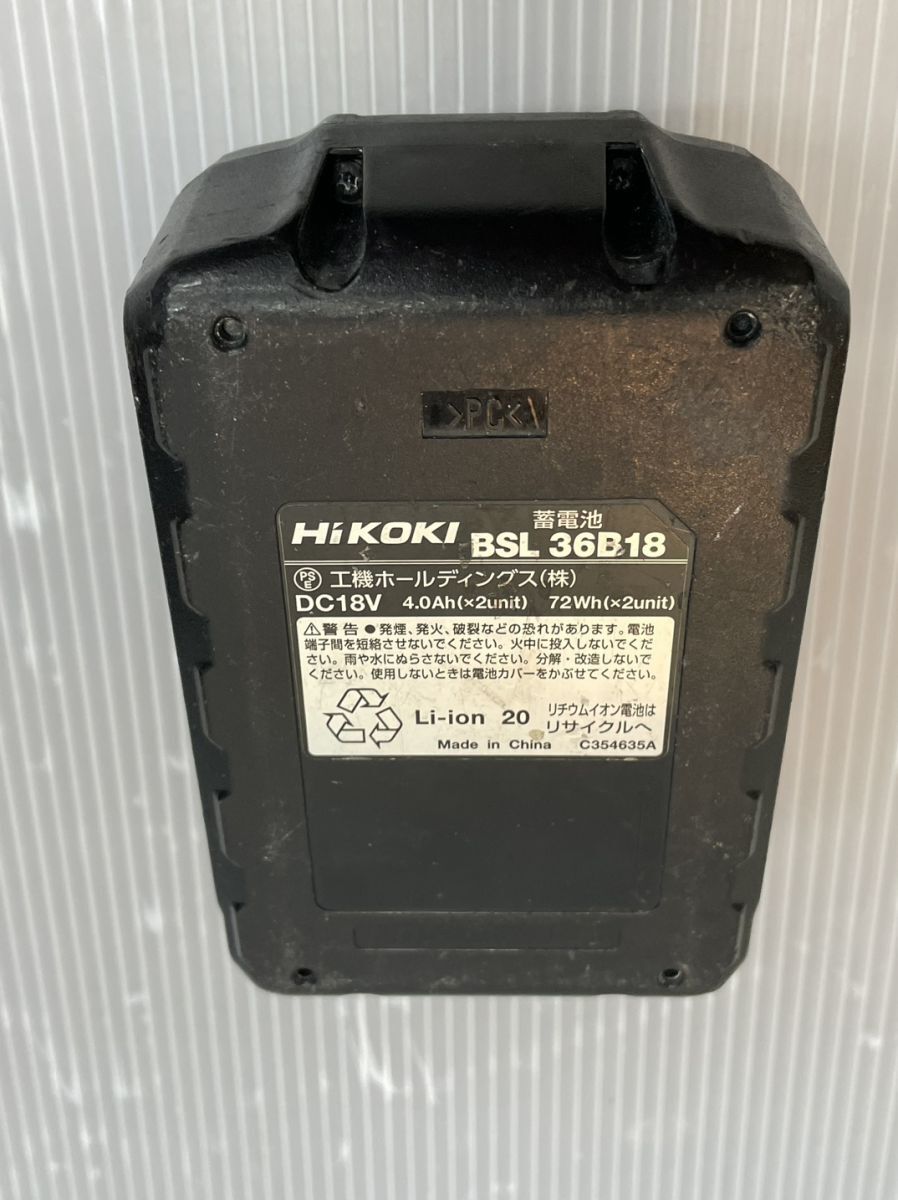 >PC<
蓄電池
HiKOKI BSL 36B18
PSE 工機ホールディングス(株)
DC18V 4.0Ah(×2unit) 72Wh(×2unit)
⚠警告 ●発煙、発火、破裂などの恐れがあります。電池
端子間を短絡させないでください。火中に投入しないでくだ
さい。雨や水にぬらさないでください。分解・改造しないで
ください。使用しないときは電池カバーをかぶせてください。
Li-ion 20 リチウムイオン電池は
リサイクルへ
Made in China C354635A